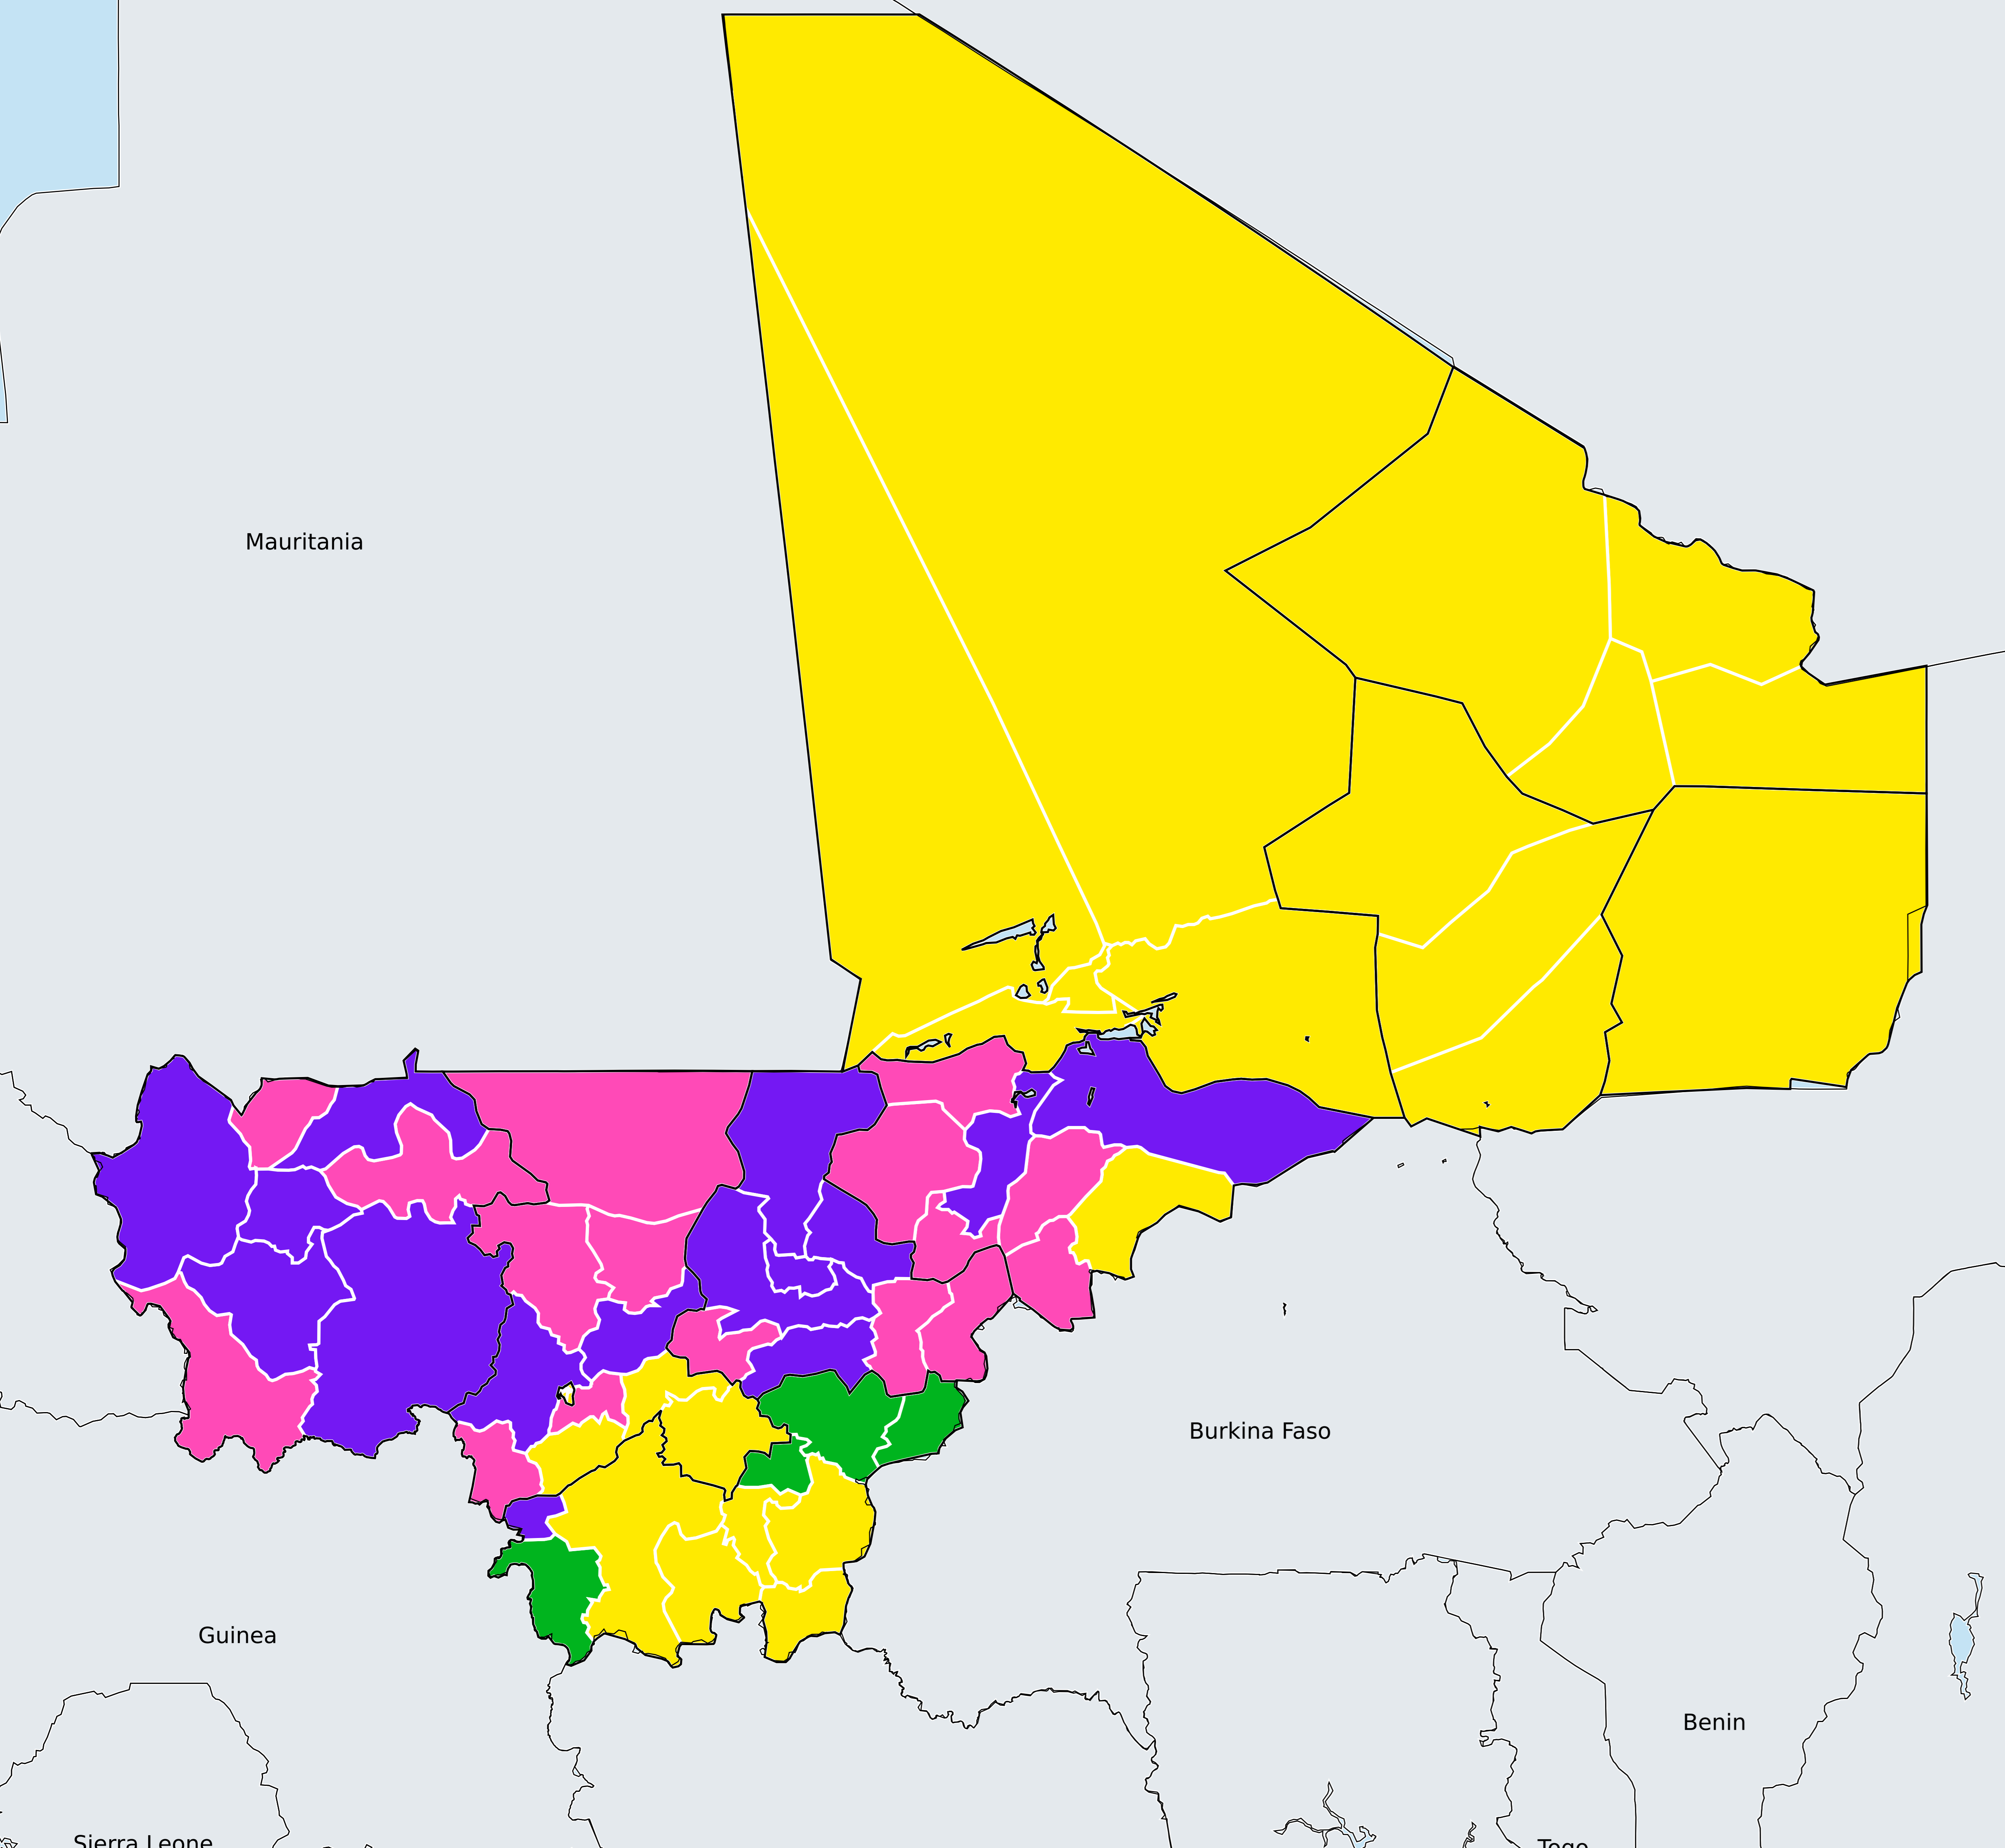 Mauritania
Burkina Faso
Guinea
Benin
Sierra Leone
Togo